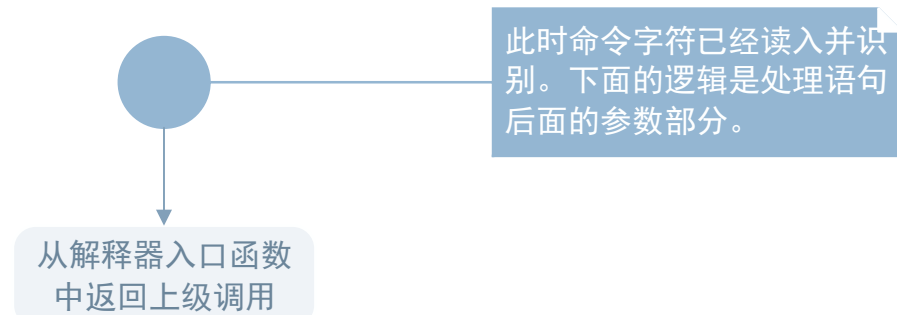 此时命令字符已经读入并识
别。下面的逻辑是处理语句
后面的参数部分。
从解释器入口函数
中返回上级调用